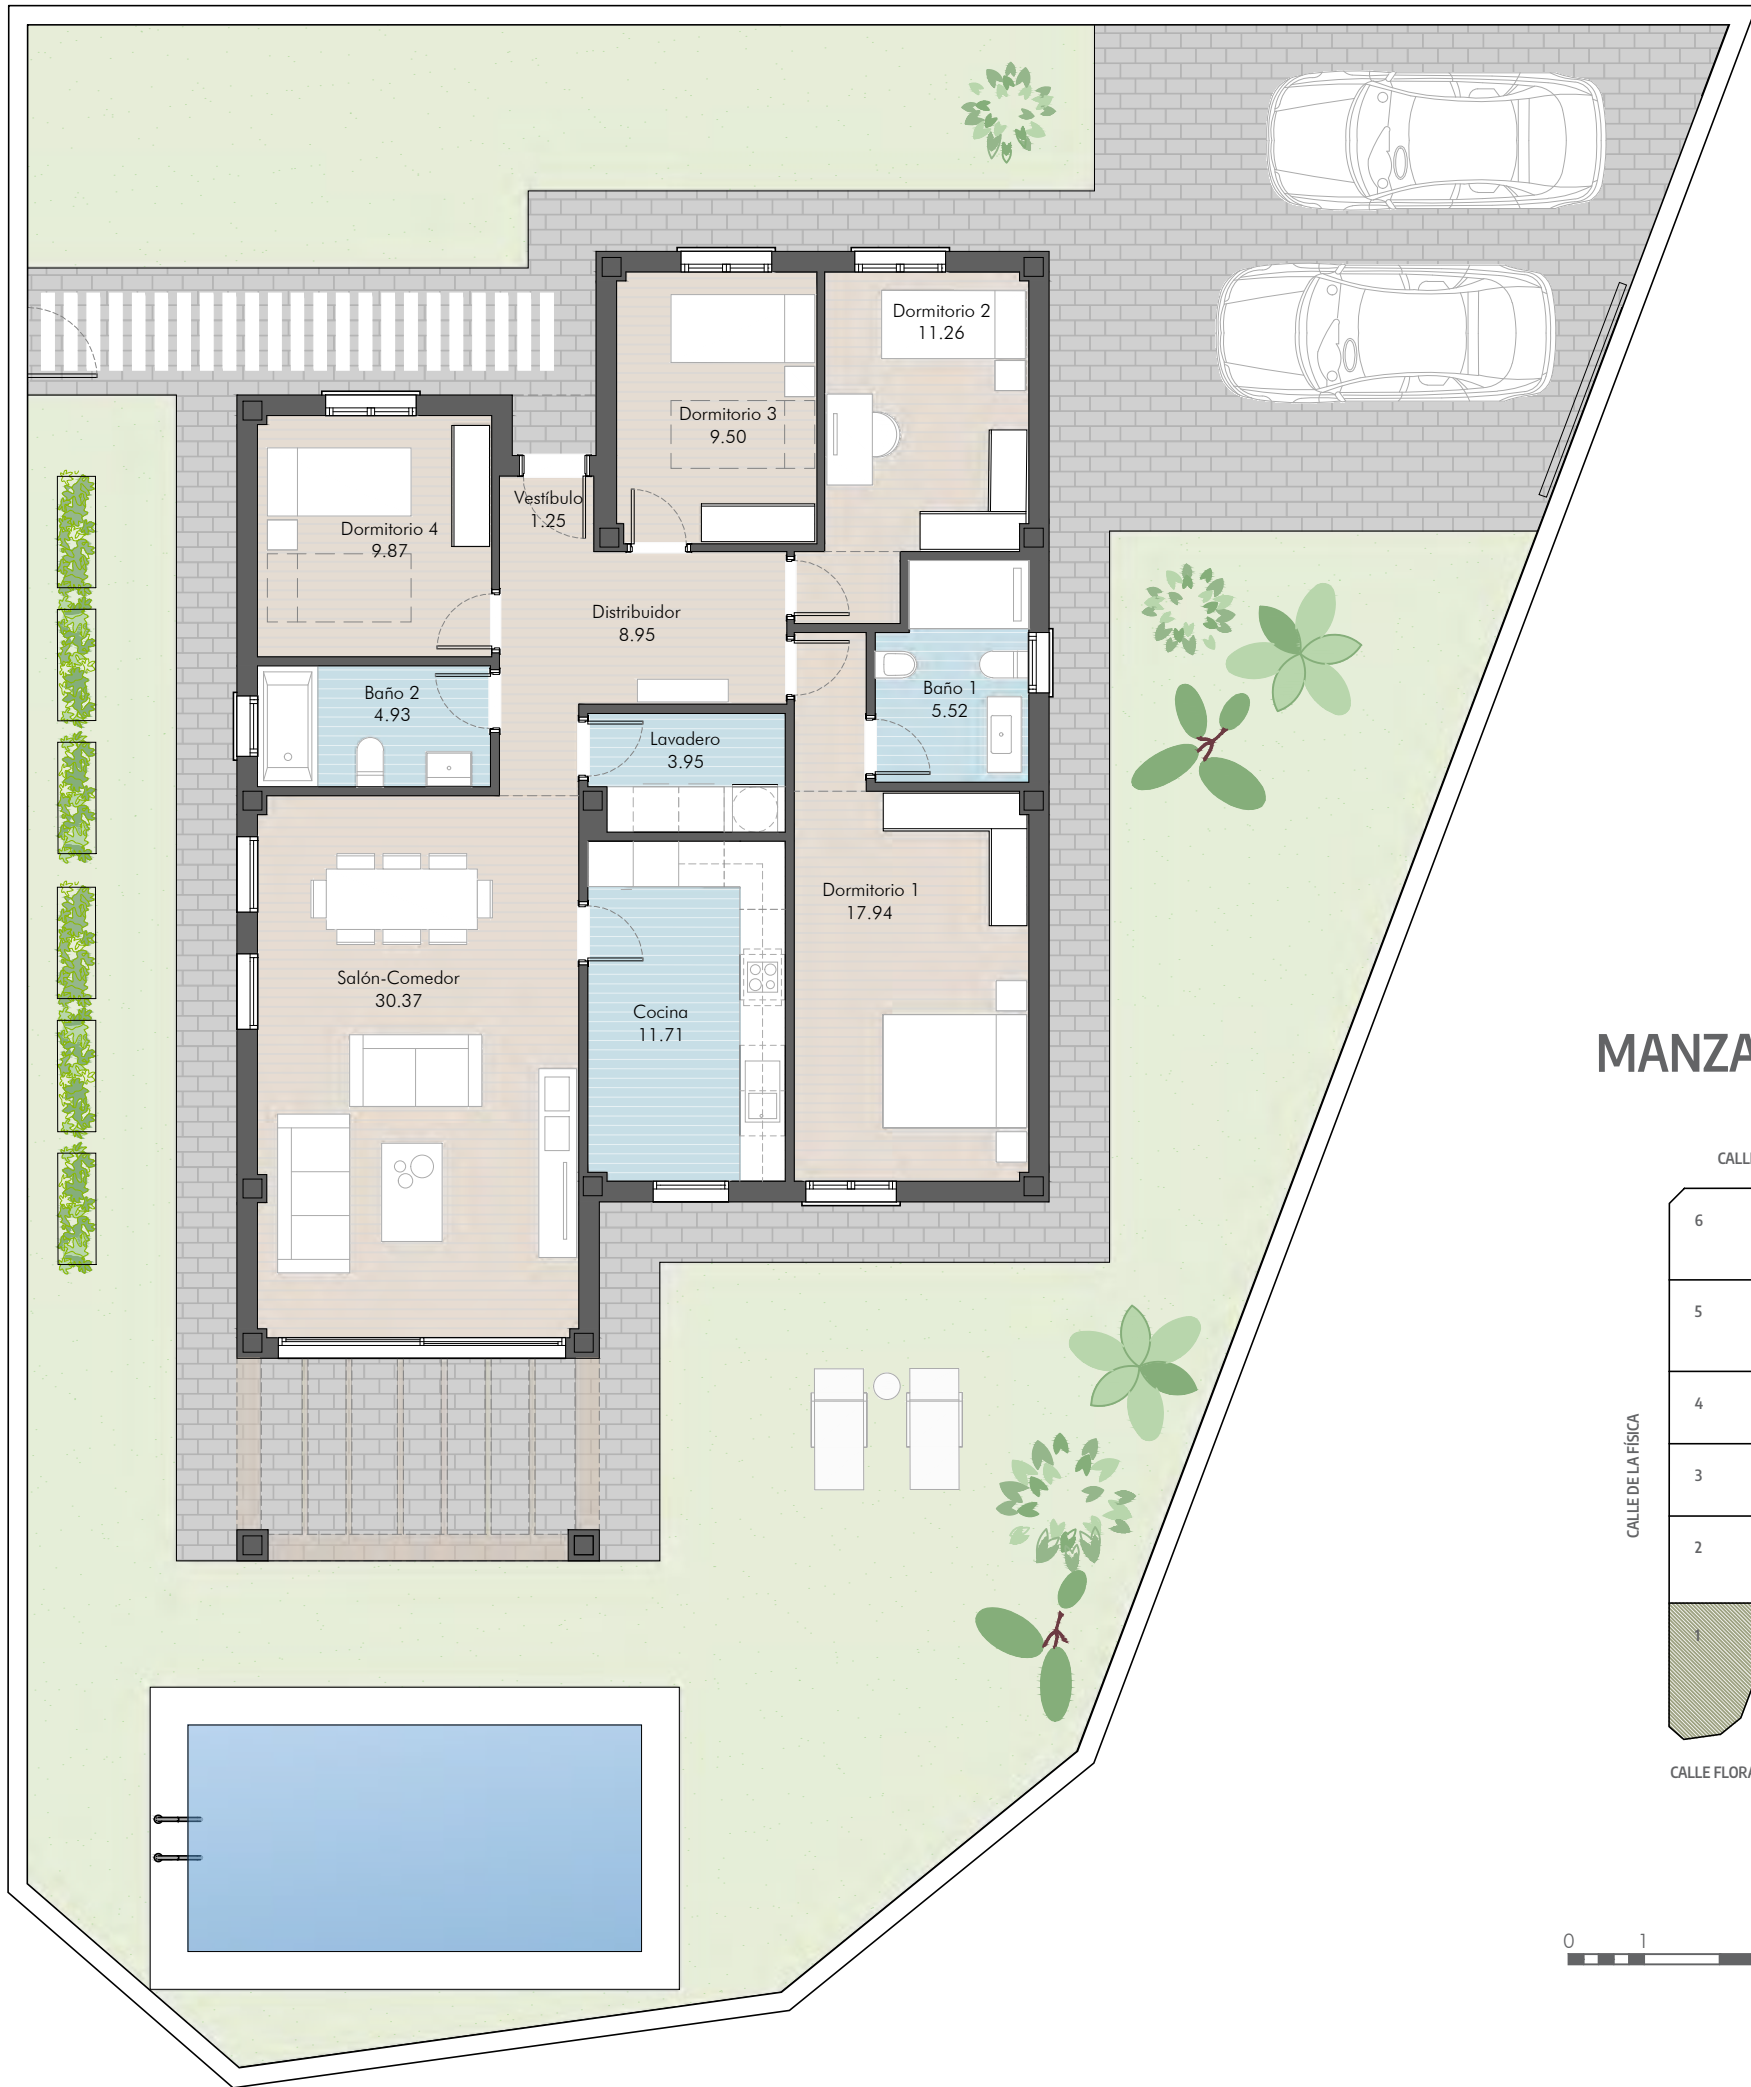 Dormitorio 2
11.26
Dormitorio 3
9.50
Vestíbulo
1.25
Dormitorio 4
9.87
Distribuidor
8.95
Baño 2
4.93
Baño 1
5.52
Lavadero
3.95
Dormitorio 1
17.94
Salón-Comedor
30.37
Cocina
11.71
MANZA
CALLE
6
5
4
3
2
1
CALLE DE LA FÍSICA
CALLE FLORA
0 1